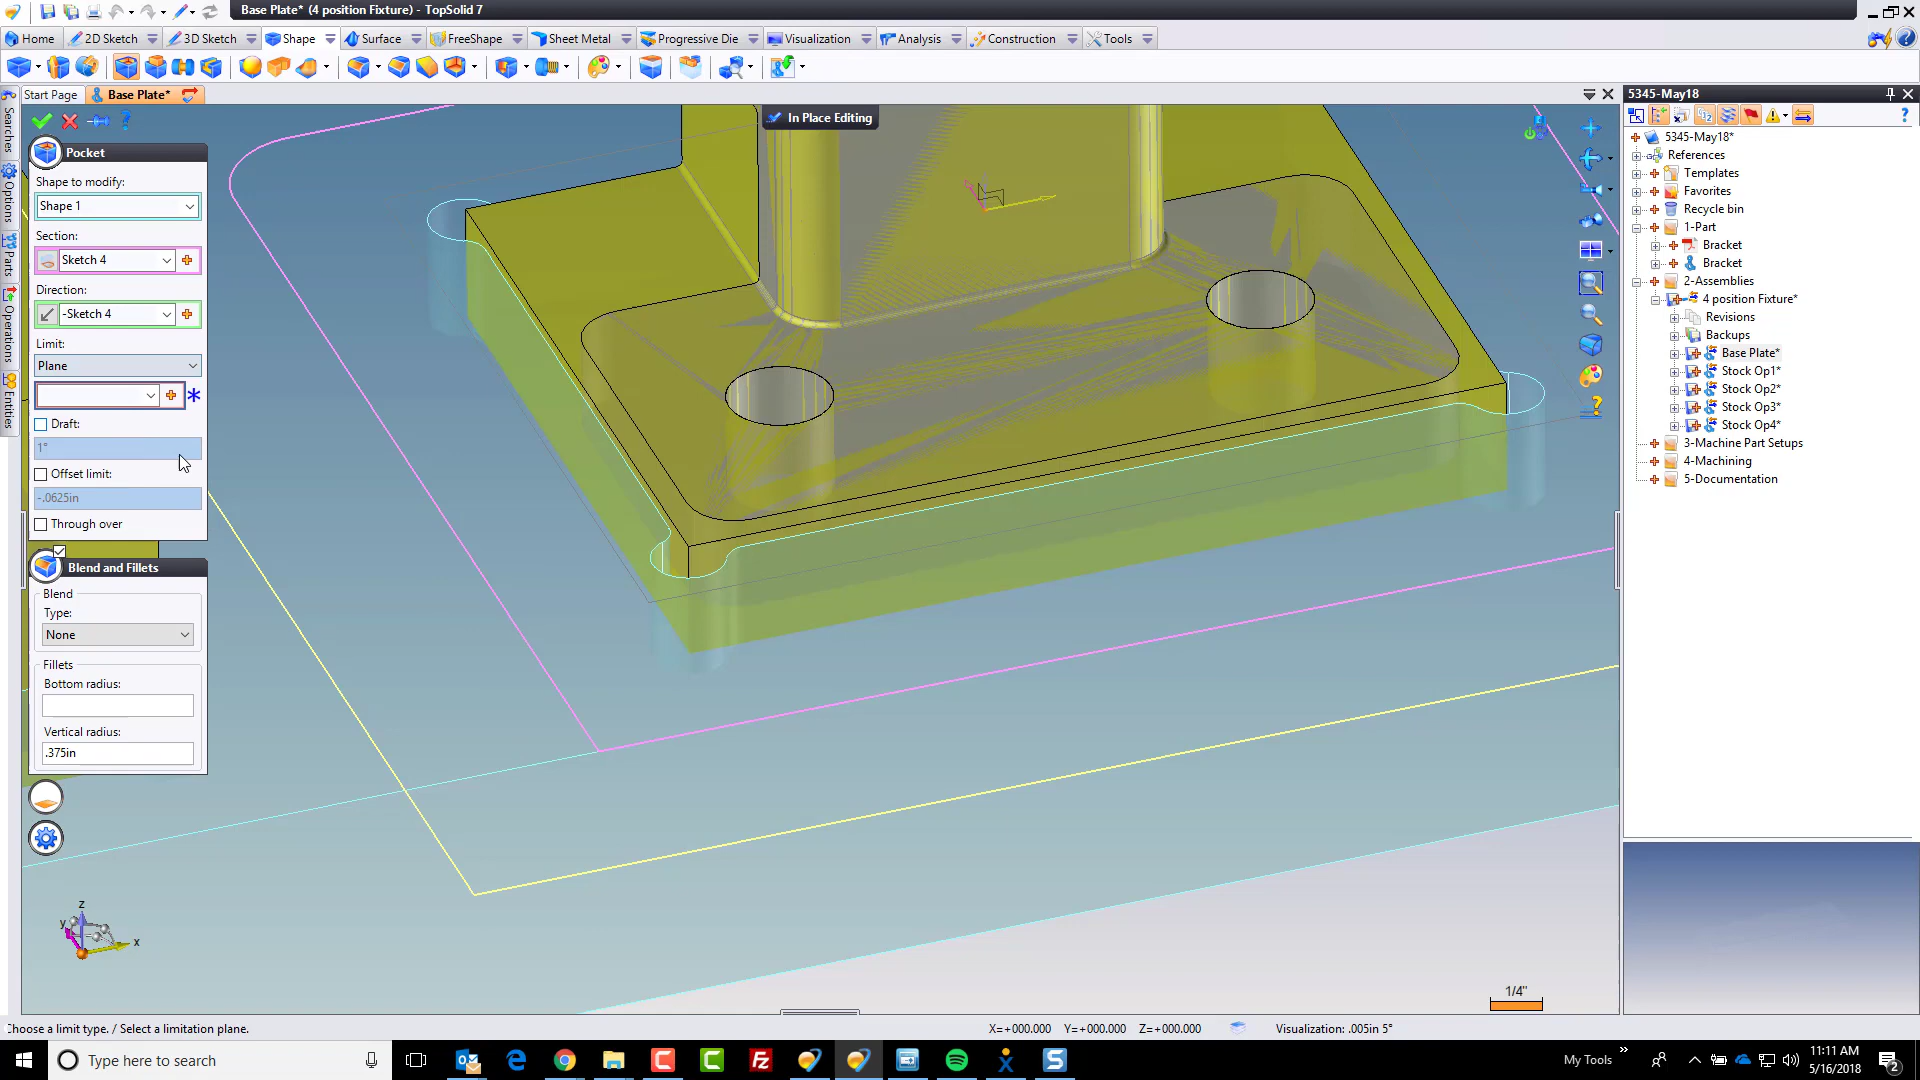 Base Plate* (4 position Fixture*) - TopSolid 7
Home 2D Sketch 3D Sketch Shape Surface FreeShape Sheet Metal Progressive Die Visualization Analysis Construction Tools
Start Page Base Plate*
5345-May18
In Place Editing
Searches
Options
Parts
Operations
Entities
Pocket
Shape to modify:
Shape 1
Section:
Sketch 4
Direction:
-Sketch 4
Limit:
Plane
Draft:
1°
Offset limit:
-.0625in
Through over
Blend and Fillets
Blend
Type:
None
Fillets
Bottom radius:
Vertical radius:
.375in
z
y
x
1/4"
5345-May18*
References
Templates
Favorites
Recycle bin
1-Part
Bracket
Bracket
2-Assemblies
4 position Fixture*
Revisions
Backups
Base Plate*
Stock Op1*
Stock Op2*
Stock Op3*
Stock Op4*
3-Machine Part Setups
4-Machining
5-Documentation
Choose a limit type. / Select a limitation plane.
X=+000.000 Y=+000.000 Z=+000.000
Visualization: .005in 5°
Type here to search
My Tools
11:11 AM
5/16/2018
2